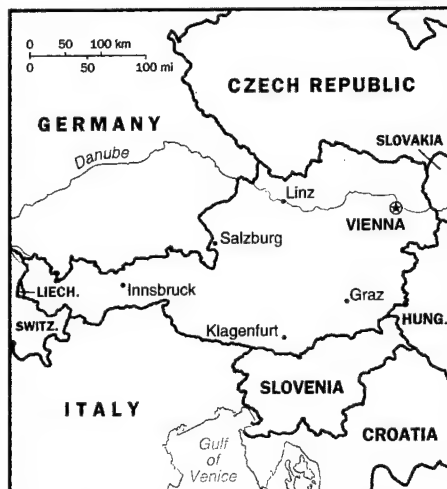 0 50 100 km
0 50 100 mi
CZECH REPUBLIC
GERMANY
SLOVAKIA
Danube
Linz
VIENNA
Salzburg
LIECH.
Innsbruck
Graz
SWITZ.
HUNG.
Klagenfurt
SLOVENIA
ITALY
Gulf
of
Venice
CROATIA